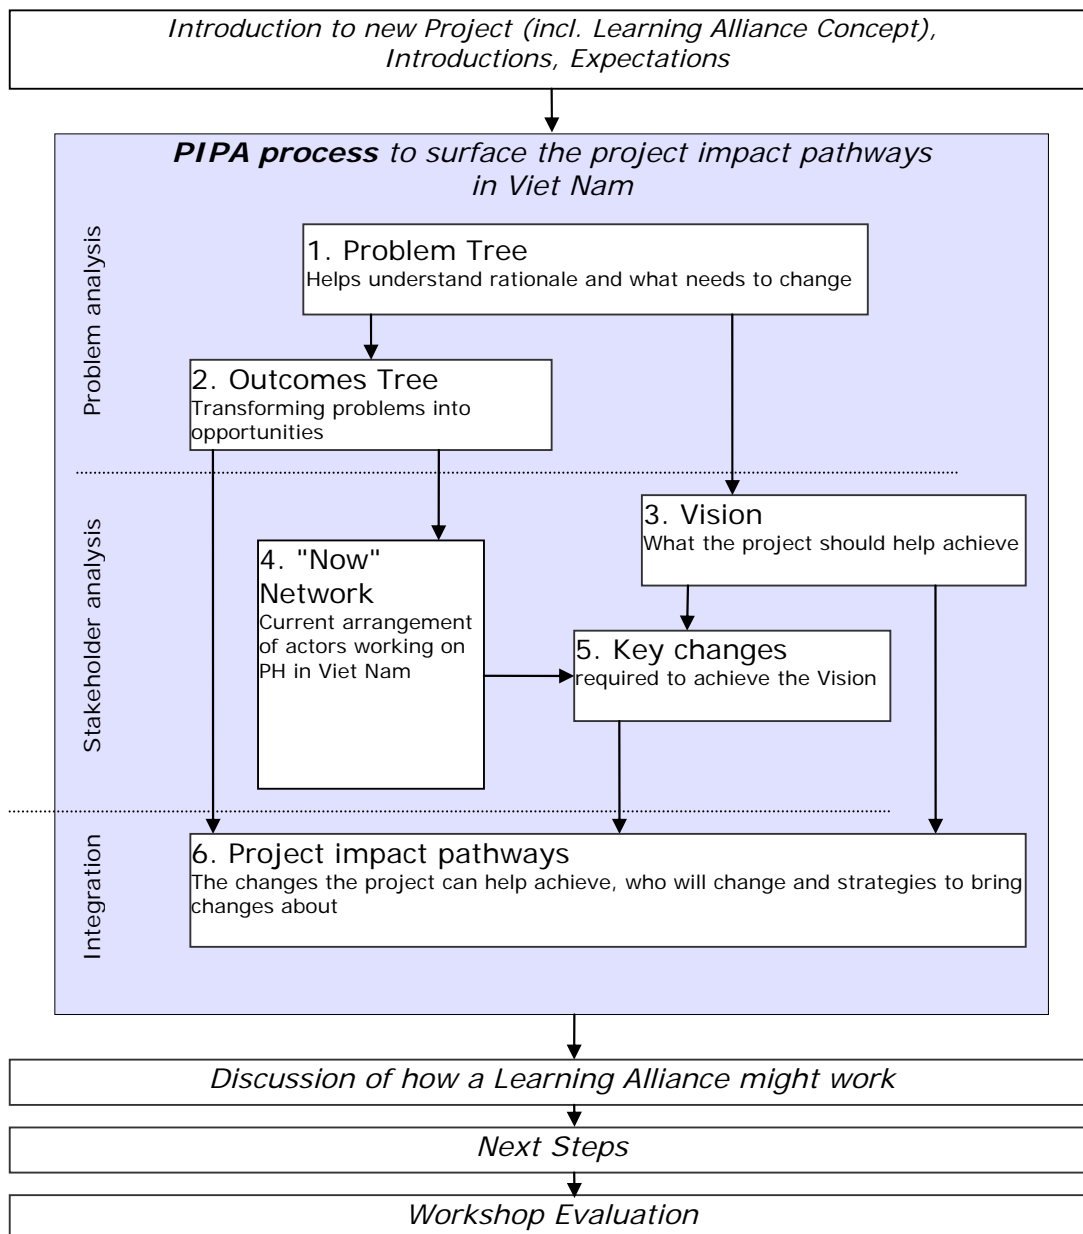 Introduction to new Project (incl. Learning Alliance Concept),
Introductions, Expectations
PIPA process to surface the project impact pathways
in Viet Nam
Problem analysis
1. Problem Tree
Helps understand rationale and what needs to change
2. Outcomes Tree
Transforming problems into
opportunities
Stakeholder analysis
3. Vision
What the project should help achieve
4. "Now"
Network
Current arrangement
of actors working on
PH in Viet Nam
5. Key changes
required to achieve the Vision
Integration
6. Project impact pathways
The changes the project can help achieve, who will change and strategies to bring
changes about
Discussion of how a Learning Alliance might work
Next Steps
Workshop Evaluation